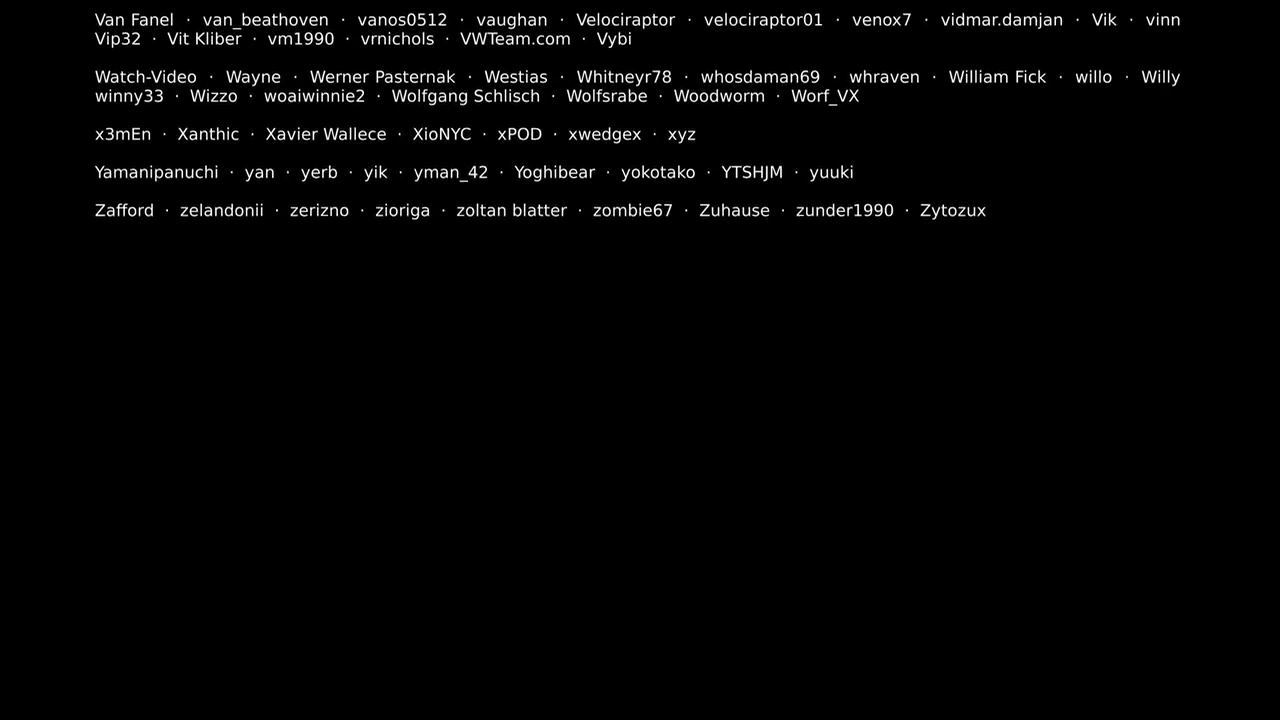 Van Fanel · van_beathoven · vanos0512 · vaughan · Velociraptor · velociraptor01 · venox7 · vidmar.damjan · Vik · vinn
Vip32 · Vit Kliber · vm1990 · vrnichols · VWTeam.com · Vybi
Watch-Video · Wayne · Werner Pasternak · Westias · Whitneyr78 · whosdaman69 · whraven · William Fick · willo · Willy
winny33 · Wizzo · woaiwinnie2 · Wolfgang Schlisch · Wolfsrabe · Woodworm · Worf_VX
x3mEn · Xanthic · Xavier Wallece · XioNYC · xPOD · xwedgex · xyz
Yamanipanuchi · yan · yerb · yik · yman_42 · Yoghibear · yokotako · YTSHJM · yuuki
Zafford · zelandonii · zerizno · zioriga · zoltan blatter · zombie67 · Zuhause · zunder1990 · Zytozux